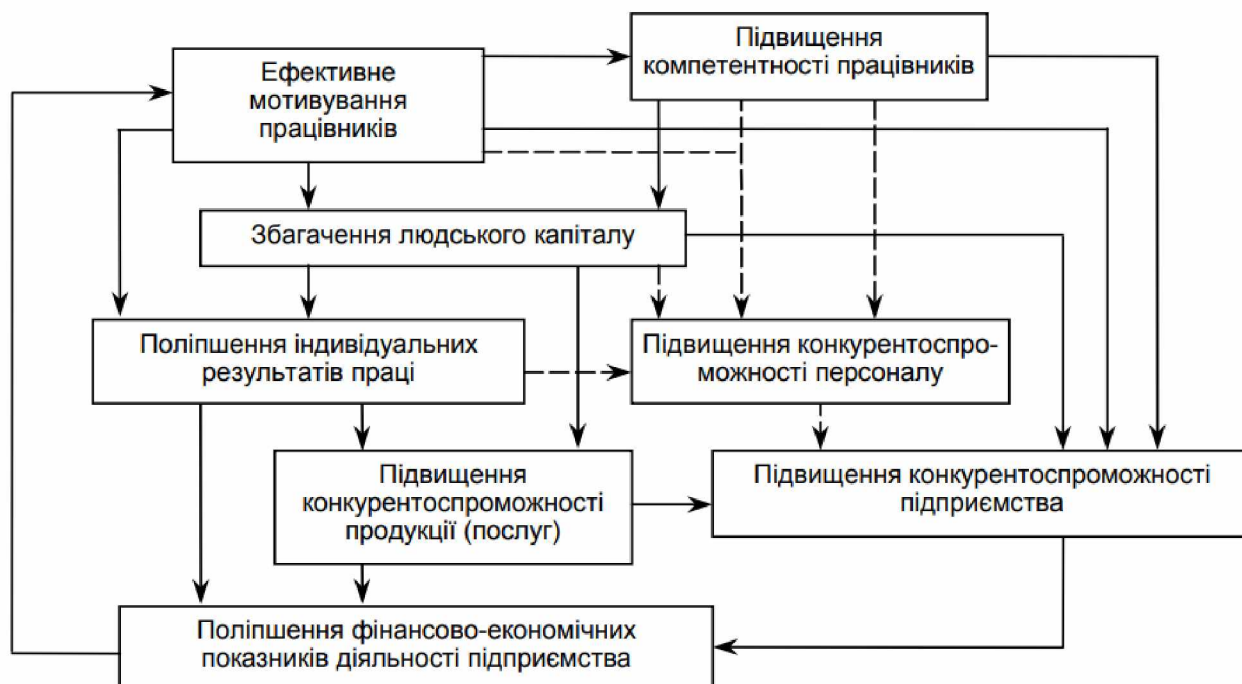 Ефективне
мотивування
працівників
Підвищення
компетентності працівників
Збагачення людського капіталу
Поліпшення індивідуальних
результатів праці
Підвищення конкурентоспро-
можності персоналу
Підвищення
конкурентоспроможності
продукції (послуг)
Підвищення конкурентоспроможності
підприємства
Поліпшення фінансово-економічних
показників діяльності підприємства